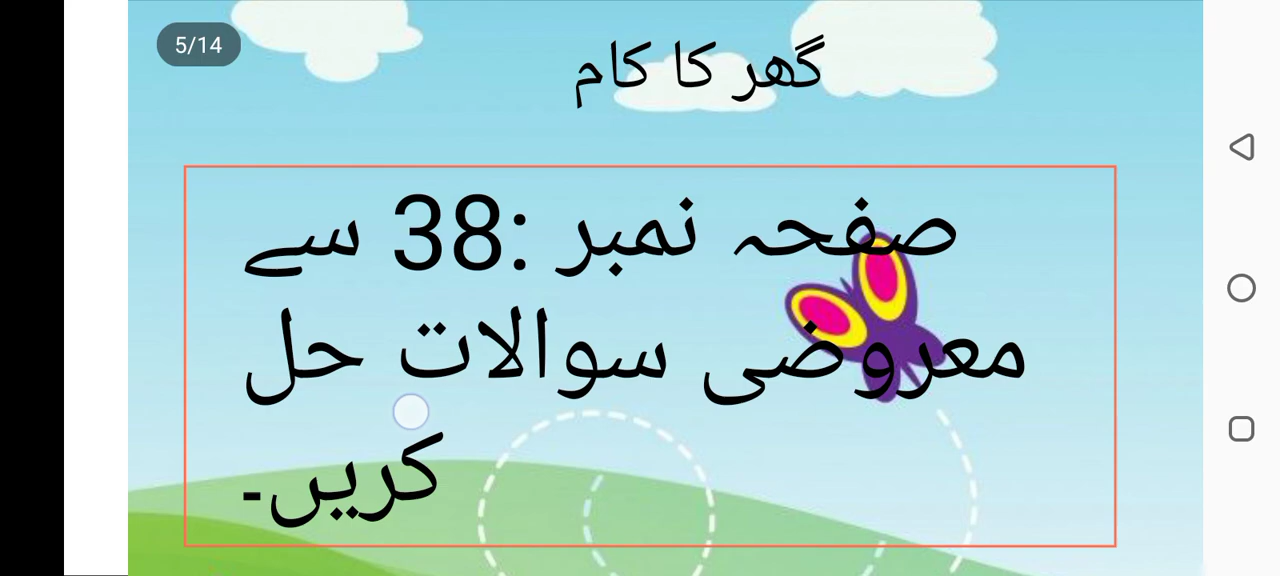 5/14
گھر کا کام
صفحہ نمبر :38 سے
معروضی سوالات حل
کریں۔